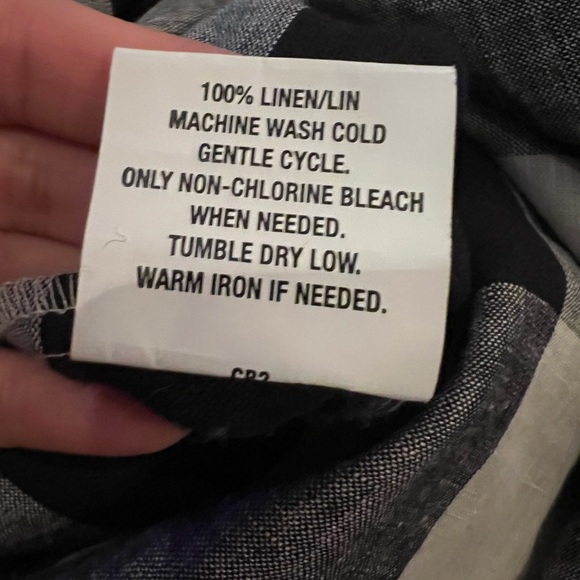 100% LINEN/LIN
MACHINE WASH COLD
GENTLE CYCLE.
ONLY NON-CHLORINE BLEACH
WHEN NEEDED.
TUMBLE DRY LOW.
WARM IRON IF NEEDED.